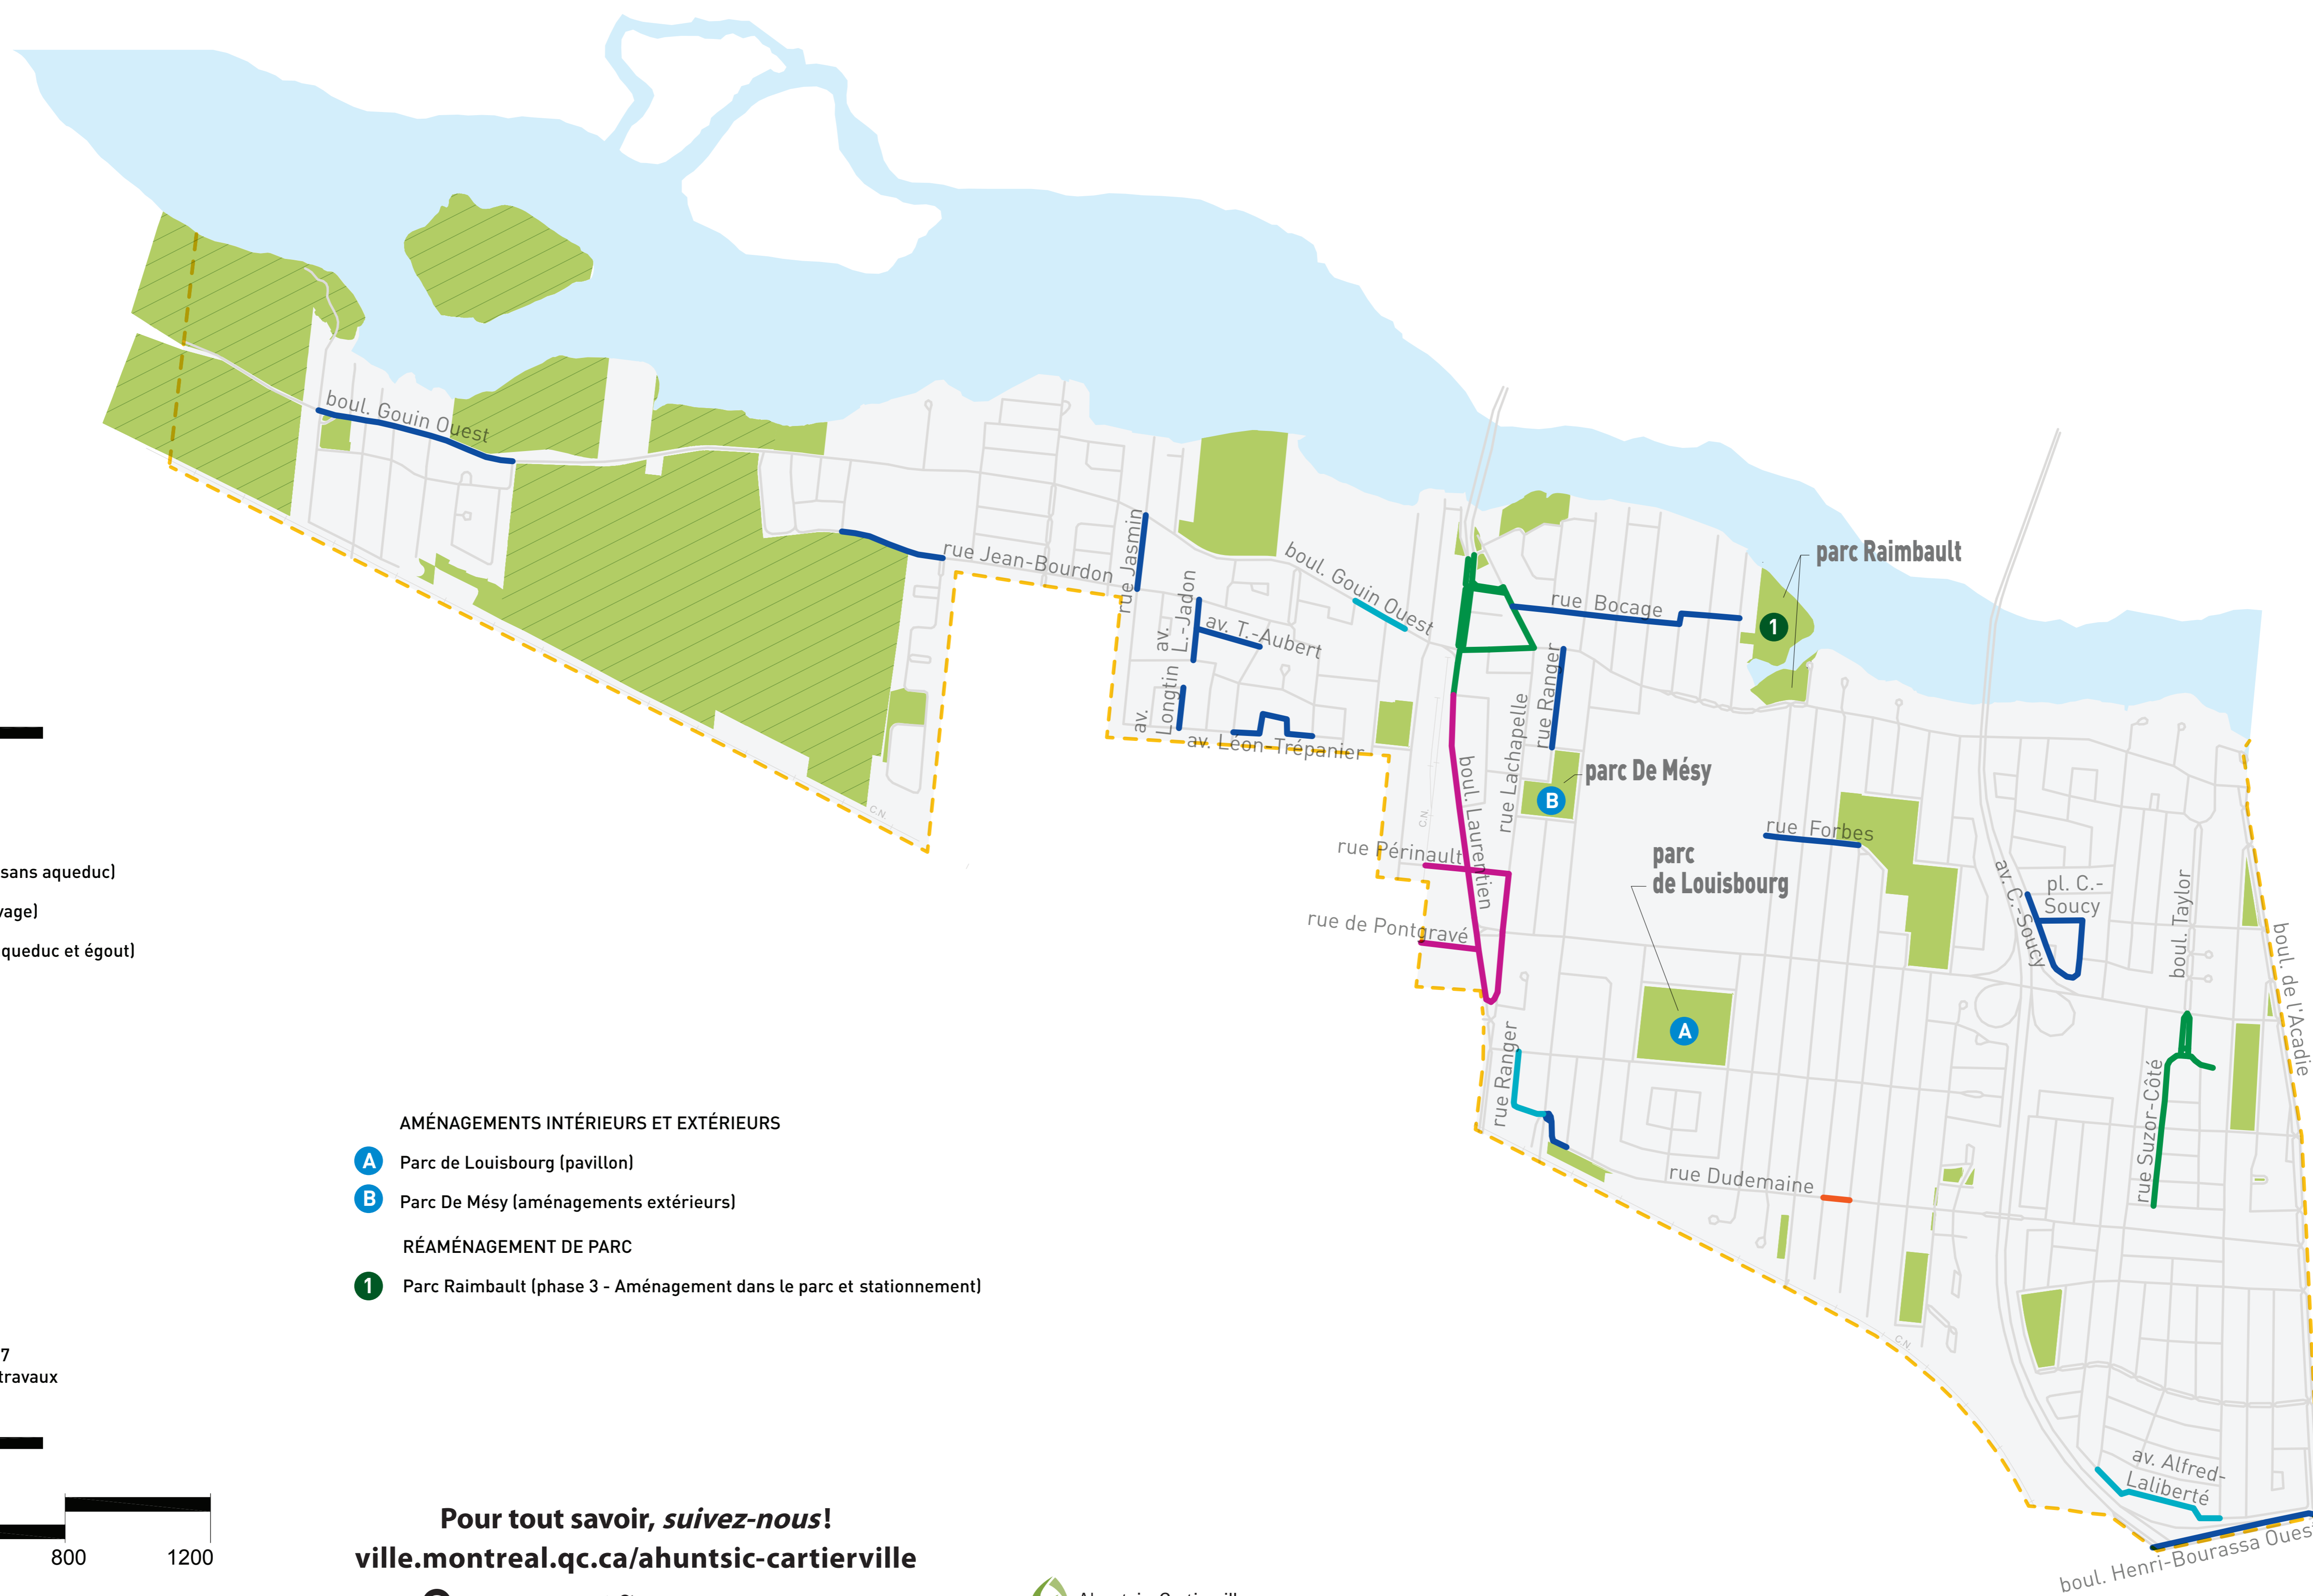 boul. Gouin Ouest
rue Jean-Bourdon
rue Jasmin
av.
L.-Jadon
av. T.-Aubert
av.
Longtin
av. Léon-Trépanier
boul. Gouin Ouest
rue Bocage
parc Raimbault
1
rue Ranger
rue Lachapelle
boul. Laurentien
parc De Mésy
B
C.N.
C.N.
rue Périnault
rue de Pontgravé
rue Forbes
parc
de Louisbourg
A
av. C.-Soucy
pl. C.-
Soucy
boul. Taylor
boul. de l'Acadie
rue Ranger
rue Suzor-Côté
rue Dudemaine
C.N.
av. Alfred-
Laliberté
boul. Henri-Bourassa Oues
sans aqueduc)
vage)
queduc et égout)
AMÉNAGEMENTS INTÉRIEURS ET EXTÉRIEURS
A Parc de Louisbourg (pavillon)
B Parc De Mésy (aménagements extérieurs)
RÉAMÉNAGEMENT DE PARC
1 Parc Raimbault (phase 3 - Aménagement dans le parc et stationnement)
7
travaux
800 1200
Pour tout savoir, suivez-nous !
ville.montreal.qc.ca/ahuntsic-cartierville